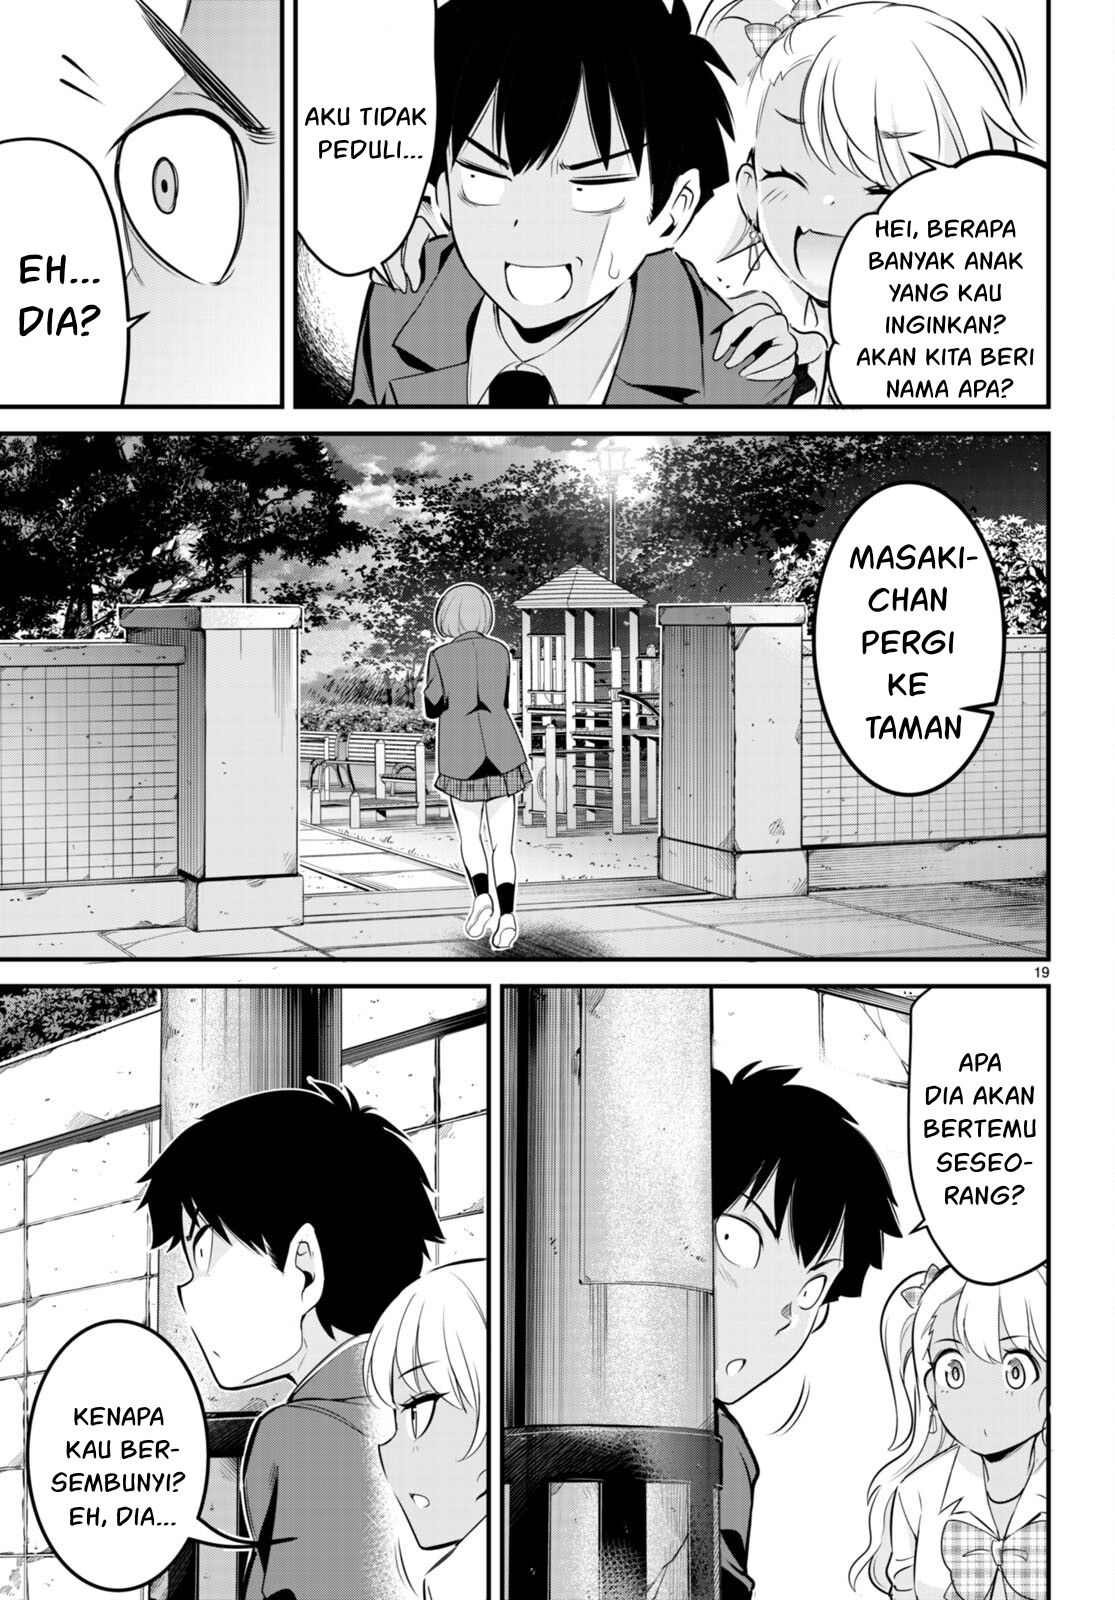 HEI, BERAPA
BANYAK ANAK
YANG KAU
INGINKAN?
AKAN KITA BERI
NAMA APA?
AKU TIDAK
PEDULI...
EH...
DIA?
MASAKI-
CHAN
PERGI
KE
TAMAN
19
APA
DIA AKAN
BERTEMU
SESEO-
RANG?
KENAPA
KAU BER-
SEMBUNYI?
EH, DIA...